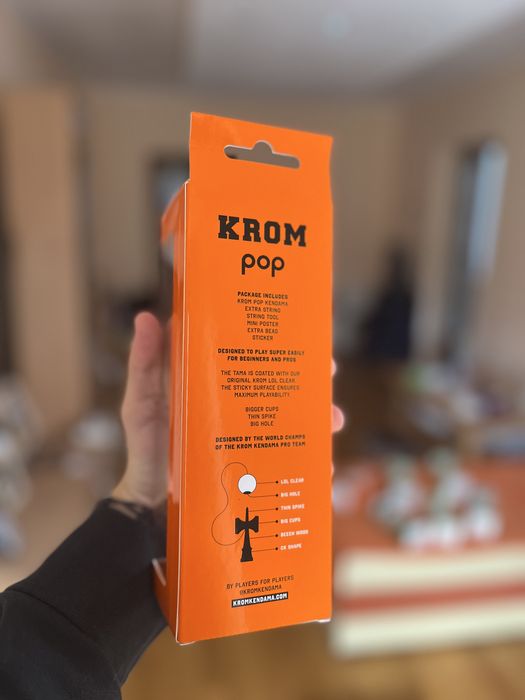 KROM
pop
PACKAGE INCLUDES
KROM POP KENDAMA
EXTRA STRING
STRING TOOL
MINI POSTER
EXTRA BEAD
STICKER
DESIGNED TO PLAY SUPER EASILY
FOR BEGINNERS AND PROS
THE TAMA IS COATED WITH OUR
ORIGINAL KROM LOL CLEAR.
THE STICKY SURFACE ENSURES
MAXIMUM PLAYABILITY.
BIGGER CUPS
THIN SPIKE
BIG HOLE
DESIGNED BY THE WORLD CHAMPS
OF THE KROM KENDAMA PRO TEAM
LOL CLEAR
BIG HOLE
THIN SPIKE
BIG CUPS
BEECH WOOD
CK SHAPE
BY PLAYERS FOR PLAYERS
@KROMKENDAMA
KROMKENDAMA.COM